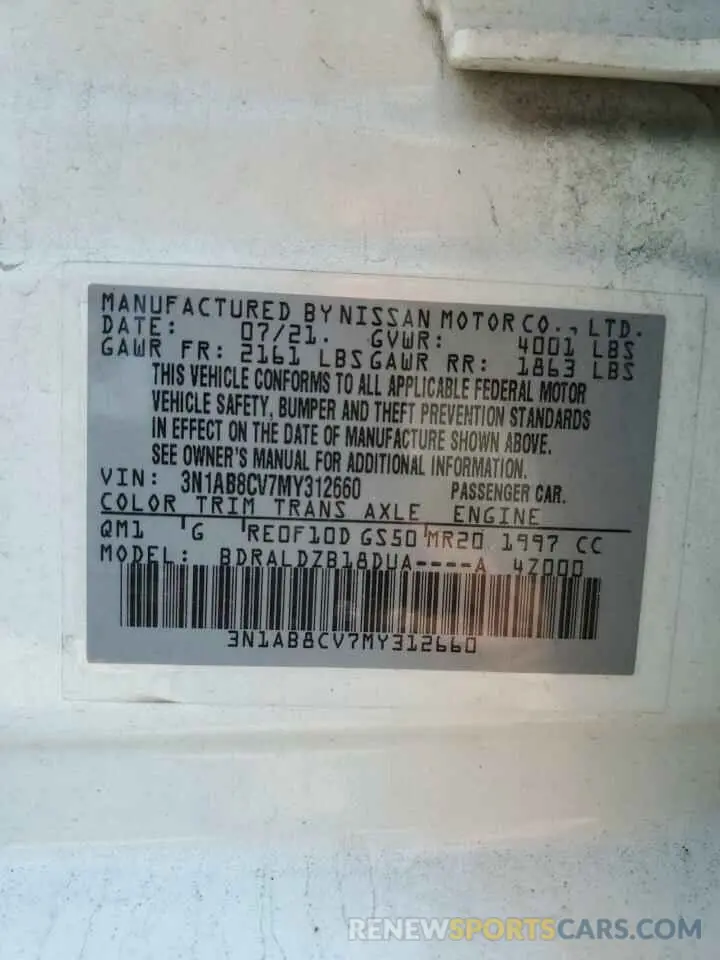 MANUFACTURED BY NISSAN MOTOR CO., LTD.
DATE: 07/21. GVWR: 4001 LBS
GAWR FR: 2161 LBS GAWR RR: 1863 LBS
THIS VEHICLE CONFORMS TO ALL APPLICABLE FEDERAL MOTOR
VEHICLE SAFETY, BUMPER AND THEFT PREVENTION STANDARDS
IN EFFECT ON THE DATE OF MANUFACTURE SHOWN ABOVE.
SEE OWNER'S MANUAL FOR ADDITIONAL INFORMATION.
VIN: 3N1AB8CV7MY312660 PASSENGER CAR.
COLOR TRIM TRANS AXLE ENGINE
QM1 G RE0F10D GS50 MR20 1997 CC
MODEL: BDRALDZB18DUA----A 4Z000
3N1AB8CV7MY312660
RENEWSPORTSCARS.COM